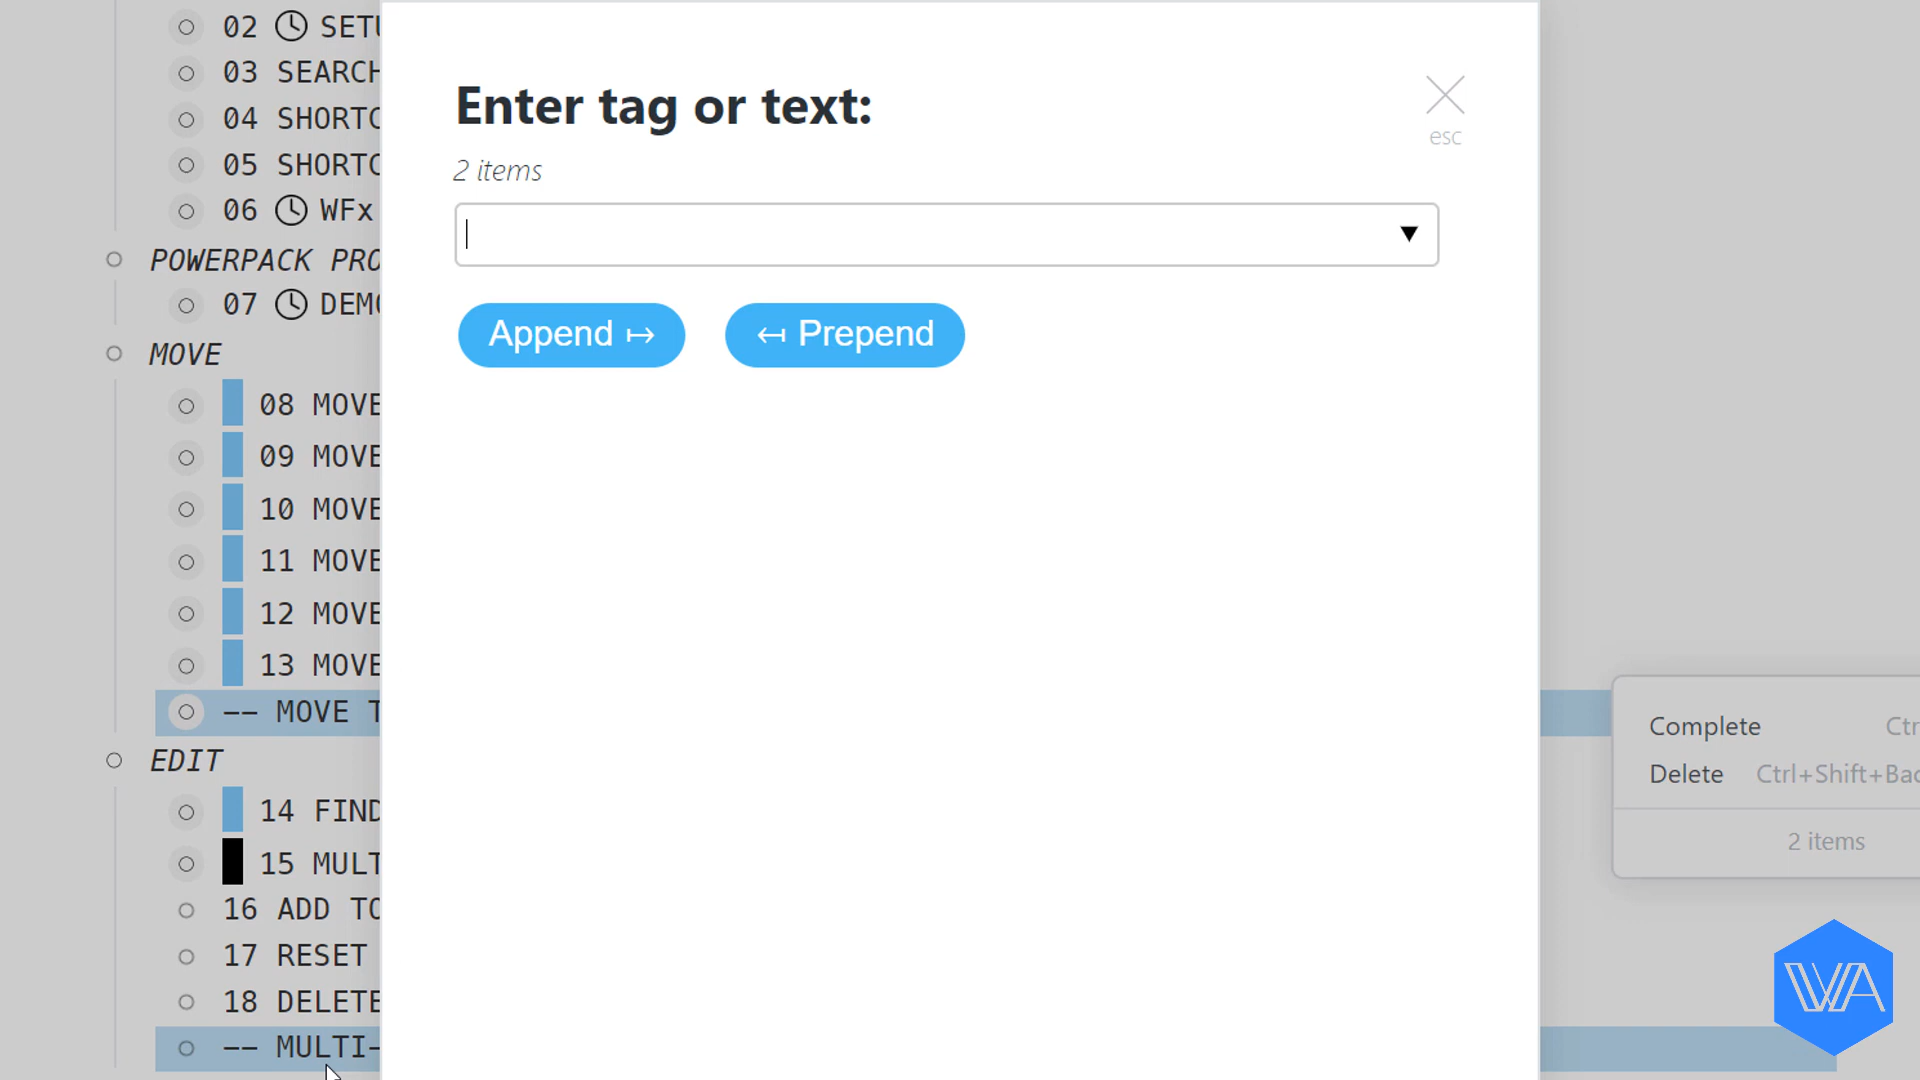 02 SETU
03 SEARCH
04 SHORTC
05 SHORTC
06 WFx
POWERPACK PRO
07 DEMO
MOVE
08 MOVE
09 MOVE
10 MOVE
11 MOVE
12 MOVE
13 MOVE
-- MOVE T
EDIT
14 FIND
15 MULT
16 ADD TO
17 RESET
18 DELETE
-- MULTI-
Enter tag or text:
esc
2 items
Append ↦
↤ Prepend
Complete Ctr
Delete Ctrl+Shift+Bac
2 items
WA